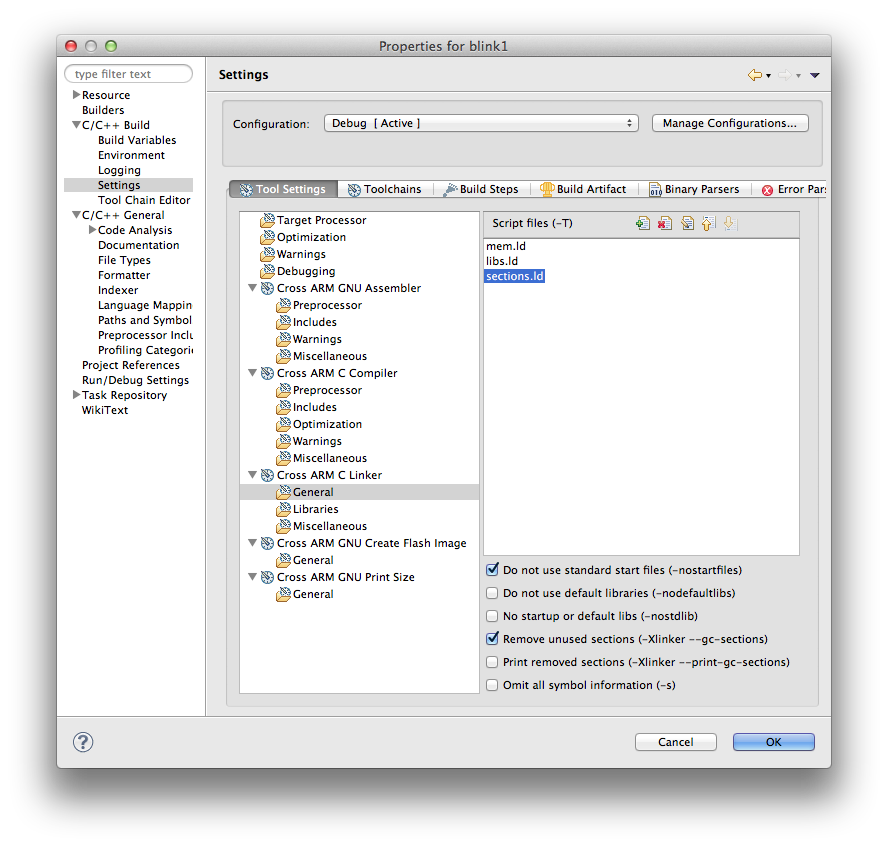 Properties for blink1
type filter text
Resource
Builders
C/C++ Build
Build Variables
Environment
Logging
Settings
Tool Chain Editor
C/C++ General
Code Analysis
Documentation
File Types
Formatter
Indexer
Language Mappin
Paths and Symbol
Preprocessor Inclu
Profiling Categorie
Project References
Run/Debug Settings
Task Repository
WikiText
Settings
Configuration:
Debug [ Active ]
Manage Configurations...
Tool Settings
Toolchains
Build Steps
Build Artifact
Binary Parsers
Error Pars
Target Processor
Optimization
Warnings
Debugging
Cross ARM GNU Assembler
Preprocessor
Includes
Warnings
Miscellaneous
Cross ARM C Compiler
Preprocessor
Includes
Optimization
Warnings
Miscellaneous
Cross ARM C Linker
General
Libraries
Miscellaneous
Cross ARM GNU Create Flash Image
General
Cross ARM GNU Print Size
General
Script files (-T)
mem.ld
libs.ld
sections.ld
Do not use standard start files (-nostartfiles)
Do not use default libraries (-nodefaultlibs)
No startup or default libs (-nostdlib)
Remove unused sections (-Xlinker --gc-sections)
Print removed sections (-Xlinker --print-gc-sections)
Omit all symbol information (-s)
?
Cancel
OK